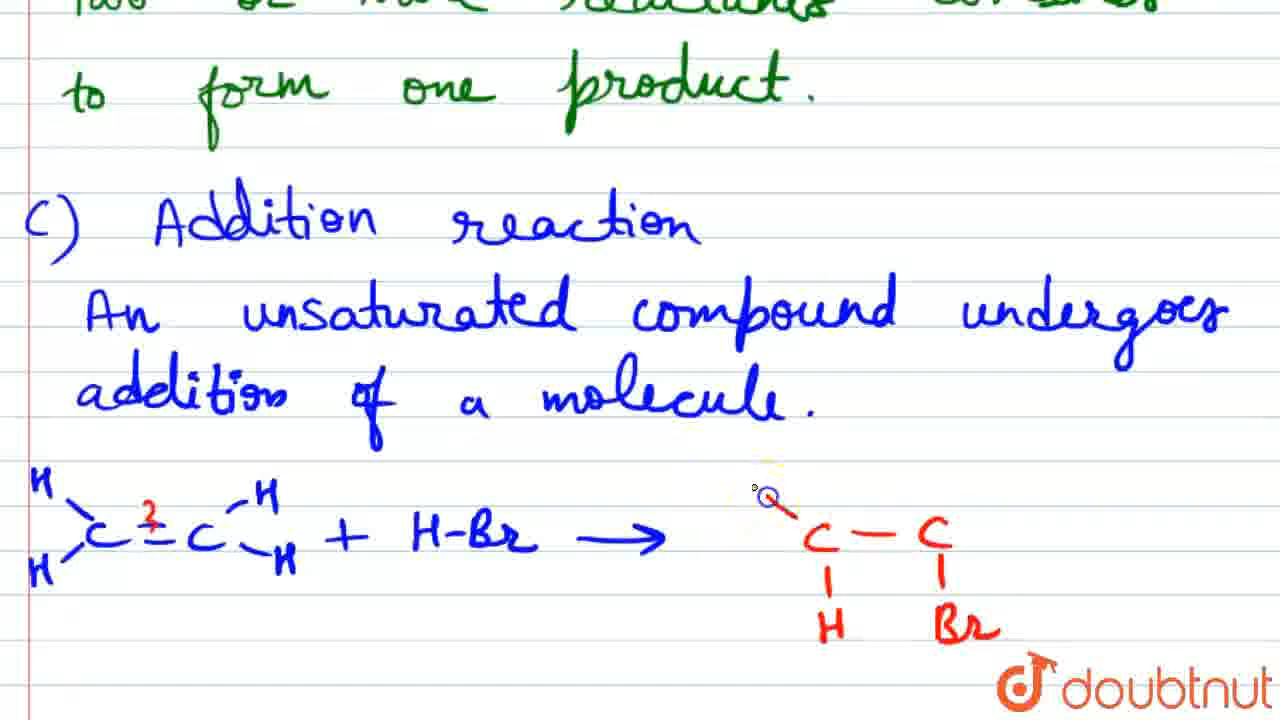 to form one product.
C) Addition reaction
An unsaturated compound undergoes
addition of a molecule.
H H
C = C + H-Br → C - C
H H
H Br
doubtnut